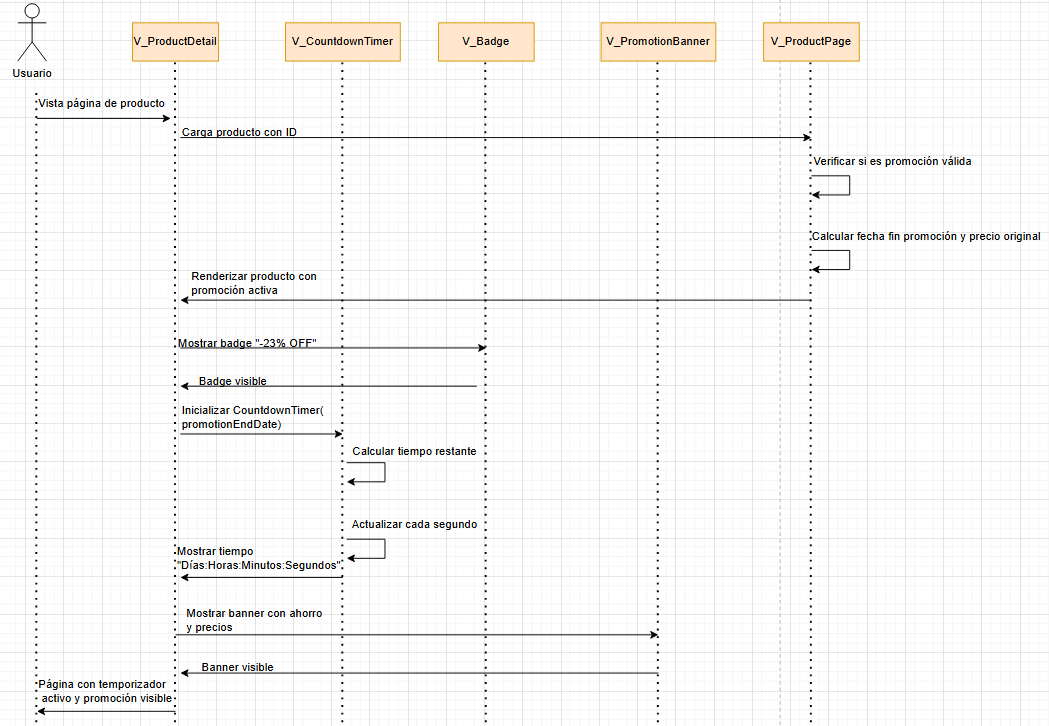 V_ProductDetail
V_CountdownTimer
V_Badge
V_PromotionBanner
V_ProductPage
Usuario
Vista página de producto
Carga producto con ID
Verificar si es promoción válida
Calcular fecha fin promoción y precio original
Renderizar producto con
promoción activa
Mostrar badge "-23% OFF"
Badge visible
Inicializar CountdownTimer(
promotionEndDate)
Calcular tiempo restante
Actualizar cada segundo
Mostrar tiempo
"Días:Horas:Minutos:Segundos"
Mostrar banner con ahorro
y precios
Banner visible
Página con temporizador
activo y promoción visible